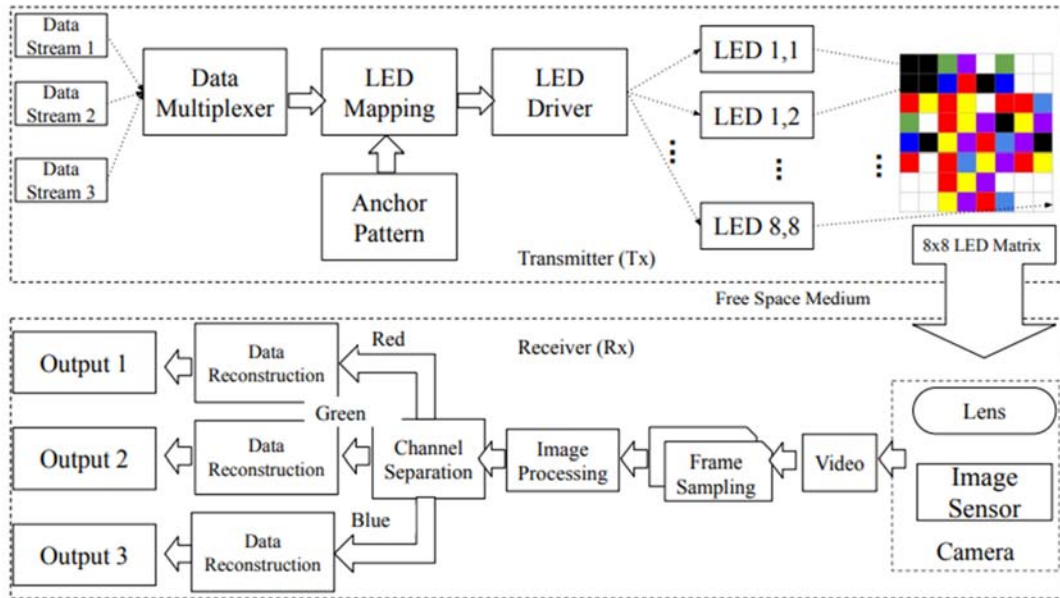 Data
Stream 1
Data
Stream 2
Data
Stream 3
Data
Multiplexer
LED
Mapping
LED
Driver
Anchor
Pattern
LED 1,1
LED 1,2
LED 8,8
8x8 LED Matrix
Transmitter (Tx)
Free Space Medium
Receiver (Rx)
Output 1
Data
Reconstruction
Red
Output 2
Data
Reconstruction
Green
Channel
Separation
Image
Processing
Frame
Sampling
Video
Lens
Image
Sensor
Camera
Output 3
Data
Reconstruction
Blue